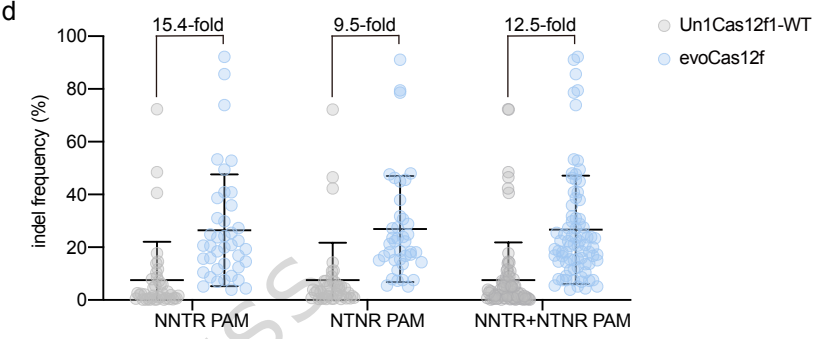 d
15.4-fold
9.5-fold
12.5-fold
Un1Cas12f1-WT
evoCas12f
indel frequency (%)
100
80
60
40
20
0
NNTR PAM
NTNR PAM
NNTR+NTNR PAM